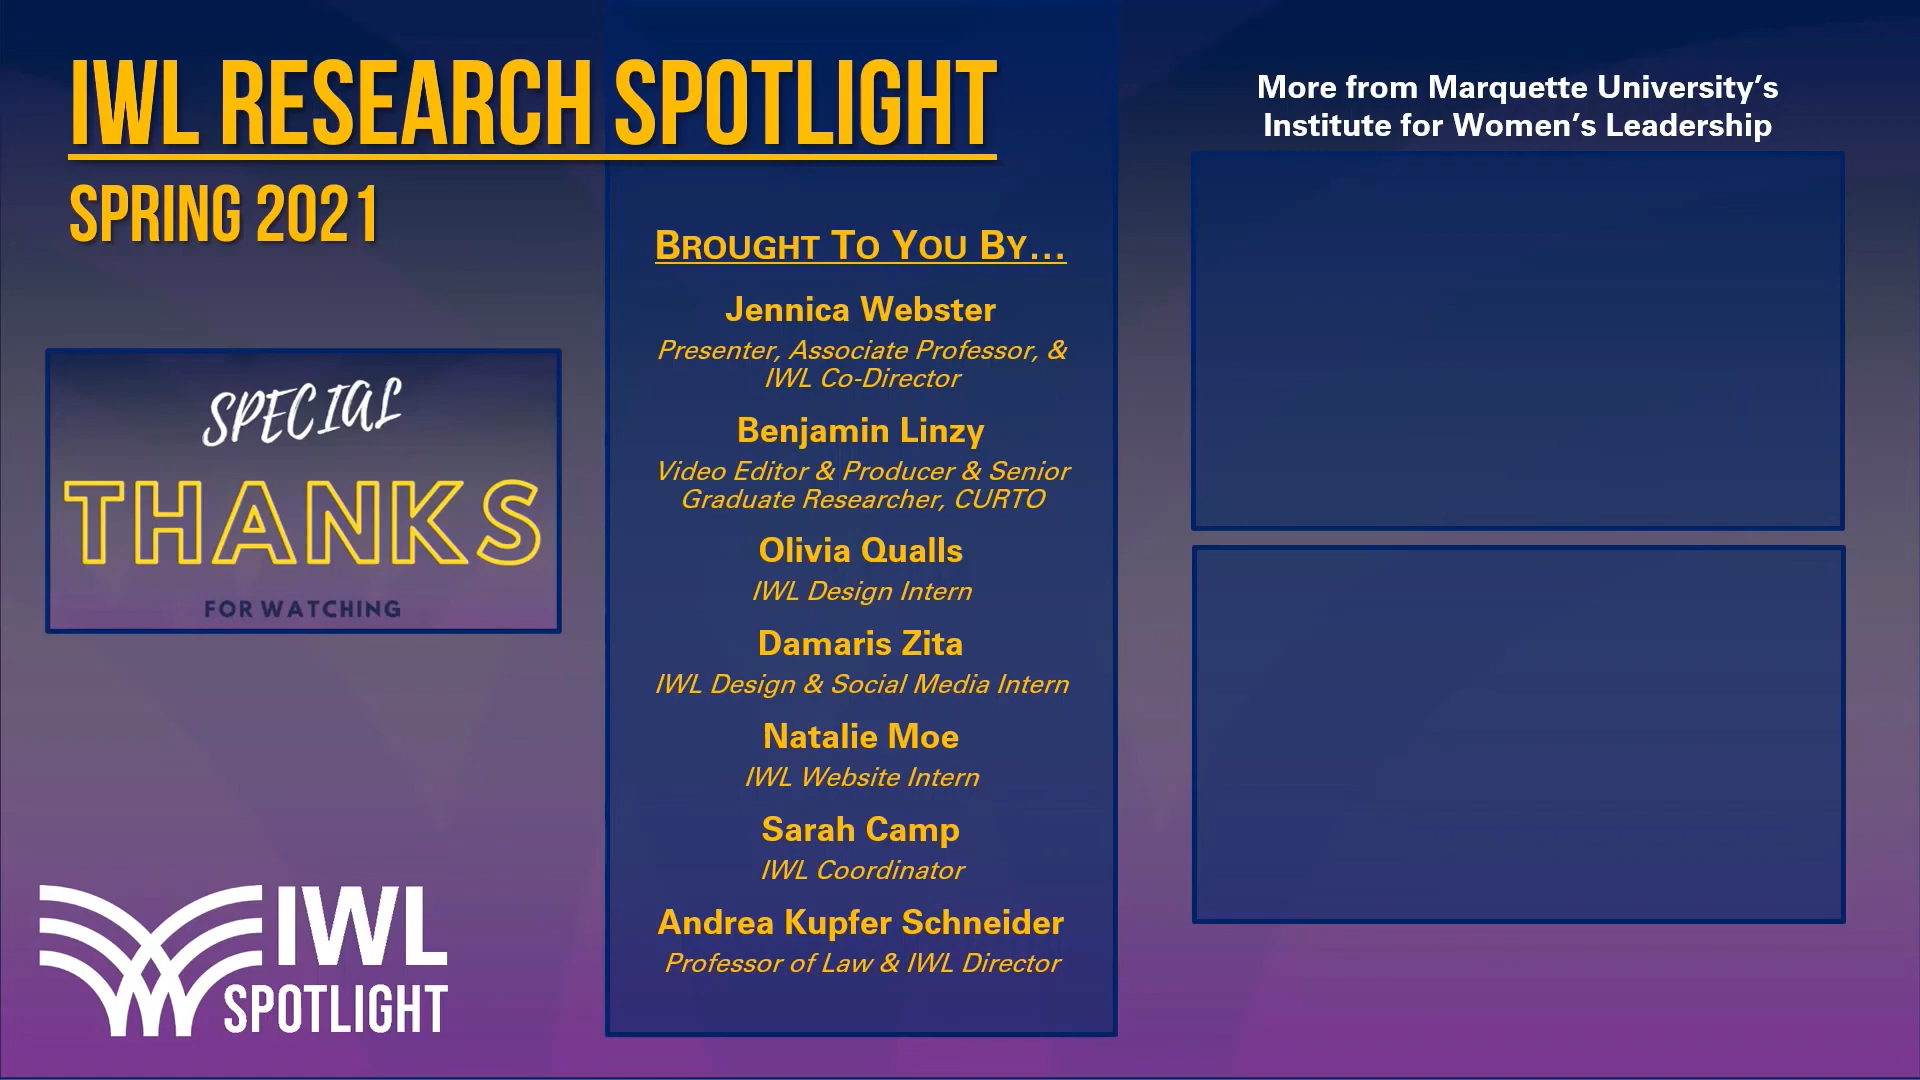 IWL RESEARCH SPOTLIGHT
SPRING 2021
SPECIAL
THANKS
FOR WATCHING
IWL
SPOTLIGHT
BROUGHT TO YOU BY...
Jennica Webster
Presenter, Associate Professor, &
IWL Co-Director
Benjamin Linzy
Video Editor & Producer & Senior
Graduate Researcher, CURTO
Olivia Qualls
IWL Design Intern
Damaris Zita
IWL Design & Social Media Intern
Natalie Moe
IWL Website Intern
Sarah Camp
IWL Coordinator
Andrea Kupfer Schneider
Professor of Law & IWL Director
More from Marquette University’s
Institute for Women’s Leadership